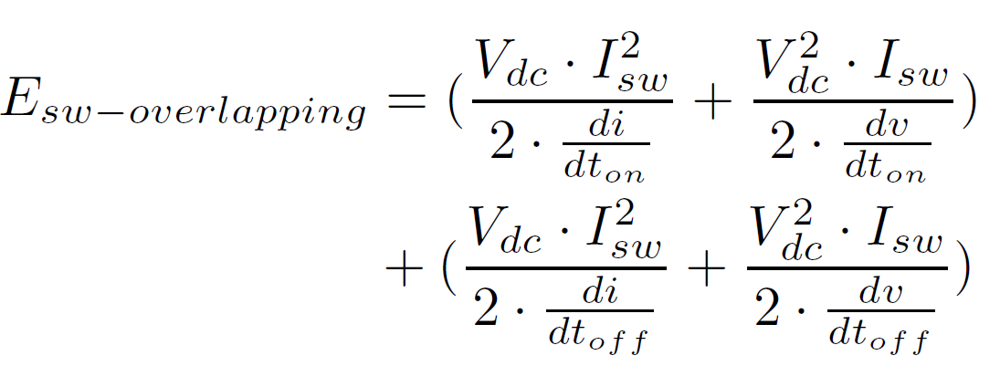 E_{sw-overlapping} = (\frac{V_{dc} \cdot I_{sw}^2}{2 \cdot \frac{di}{dt_{on}}} + \frac{V_{dc}^2 \cdot I_{sw}}{2 \cdot \frac{dv}{dt_{on}}})
+ (\frac{V_{dc} \cdot I_{sw}^2}{2 \cdot \frac{di}{dt_{off}}} + \frac{V_{dc}^2 \cdot I_{sw}}{2 \cdot \frac{dv}{dt_{off}}})